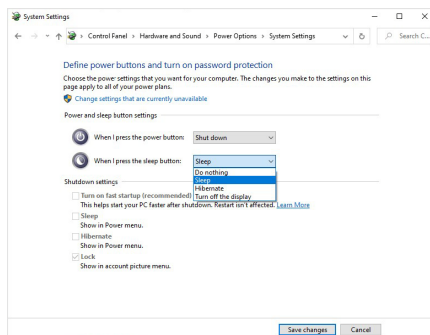 System Settings
Control Panel > Hardware and Sound > Power Options > System Settings
Search C...
Define power buttons and turn on password protection
Choose the power settings that you want for your computer. The changes you make to the settings on this
page apply to all of your power plans.
Change settings that are currently unavailable
Power and sleep button settings
When I press the power button: Shut down
When I press the sleep button: Sleep
Do nothing
Sleep
Hibernate
Turn off the display
Shutdown settings
Turn on fast startup (recommended)
This helps start your PC faster after shutdown. Restart isn't affected. Learn More
Sleep
Show in Power menu.
Hibernate
Show in Power menu.
Lock
Show in account picture menu.
Save changes Cancel